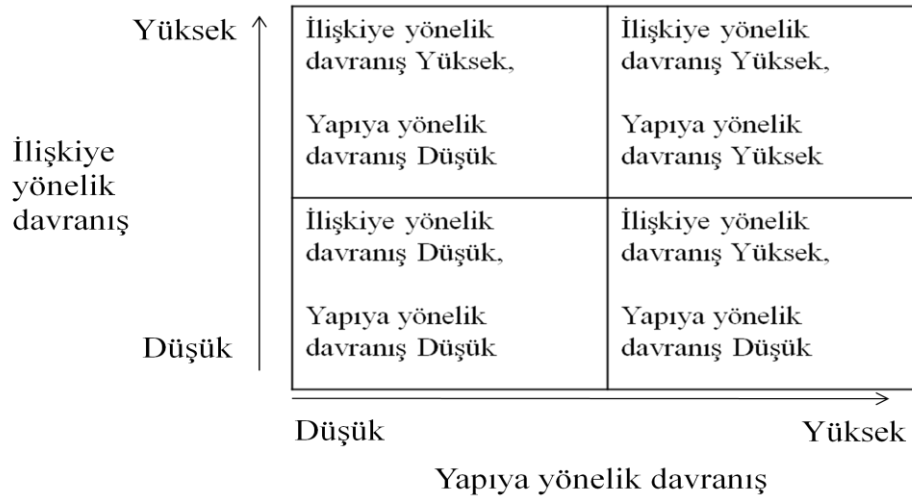 Yüksek
İlişkiye
yönelik
davranış
Düşük
İlişkiye yönelik
davranış Yüksek,
Yapıya yönelik
davranış Düşük
İlişkiye yönelik
davranış Yüksek,
Yapıya yönelik
davranış Yüksek
İlişkiye yönelik
davranış Düşük,
Yapıya yönelik
davranış Düşük
İlişkiye yönelik
davranış Yüksek,
Yapıya yönelik
davranış Düşük
Düşük
Yüksek
Yapıya yönelik davranış